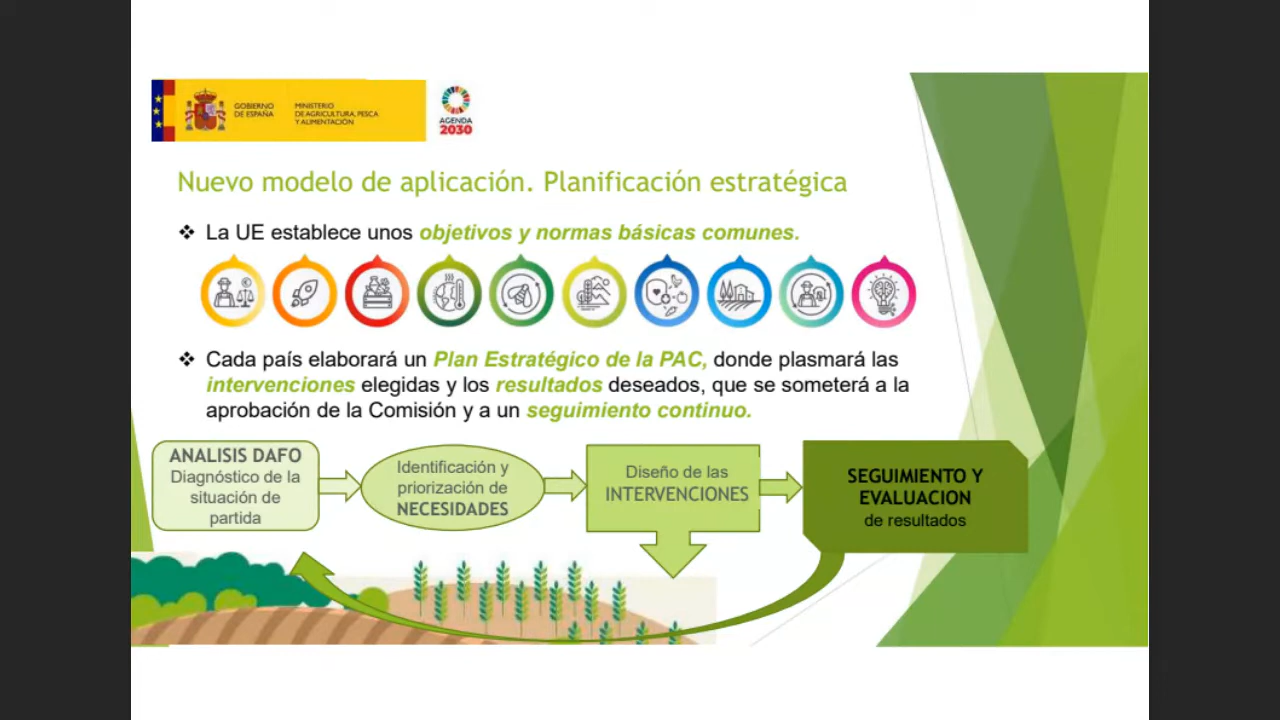 GOBIERNO
DE ESPAÑA
MINISTERIO
DE AGRICULTURA, PESCA
Y ALIMENTACIÓN
AGENDA
2030
Nuevo modelo de aplicación. Planificación estratégica
❖ La UE establece unos objetivos y normas básicas comunes.
❖ Cada país elaborará un Plan Estratégico de la PAC, donde plasmará las
intervenciones elegidas y los resultados deseados, que se someterá a la
aprobación de la Comisión y a un seguimiento continuo.
ANALISIS DAFO
Diagnóstico de la
situación de
partida
Identificación y
priorización de
NECESIDADES
Diseño de las
INTERVENCIONES
SEGUIMIENTO Y
EVALUACION
de resultados